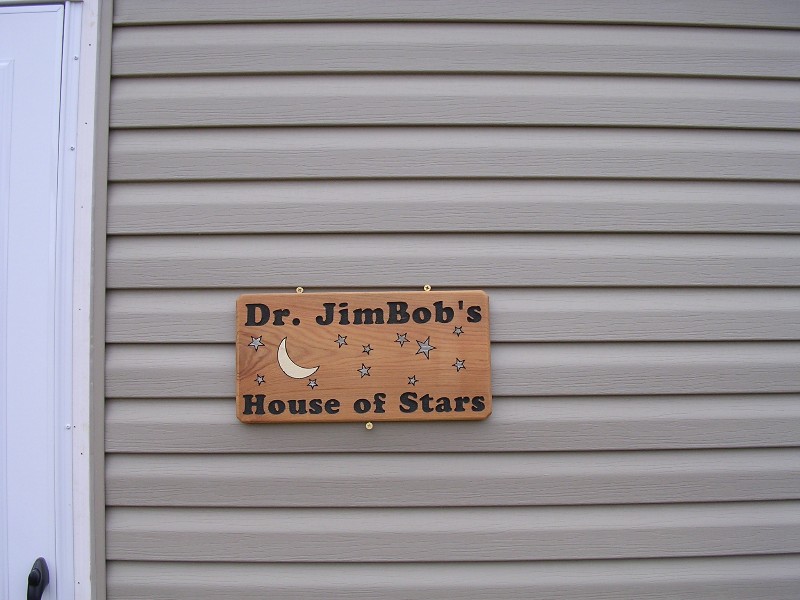 Dr. JimBob's
House of Stars